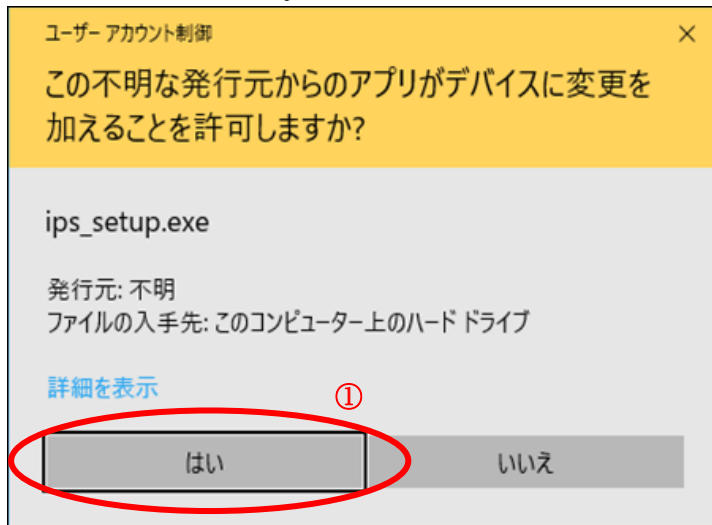 ユーザー アカウント制御
この不明な発行元からのアプリがデバイスに変更を
加えることを許可しますか?
ips_setup.exe
発行元: 不明
ファイルの入手先: このコンピューター上のハード ドライブ
詳細を表示
①
はい
いいえ